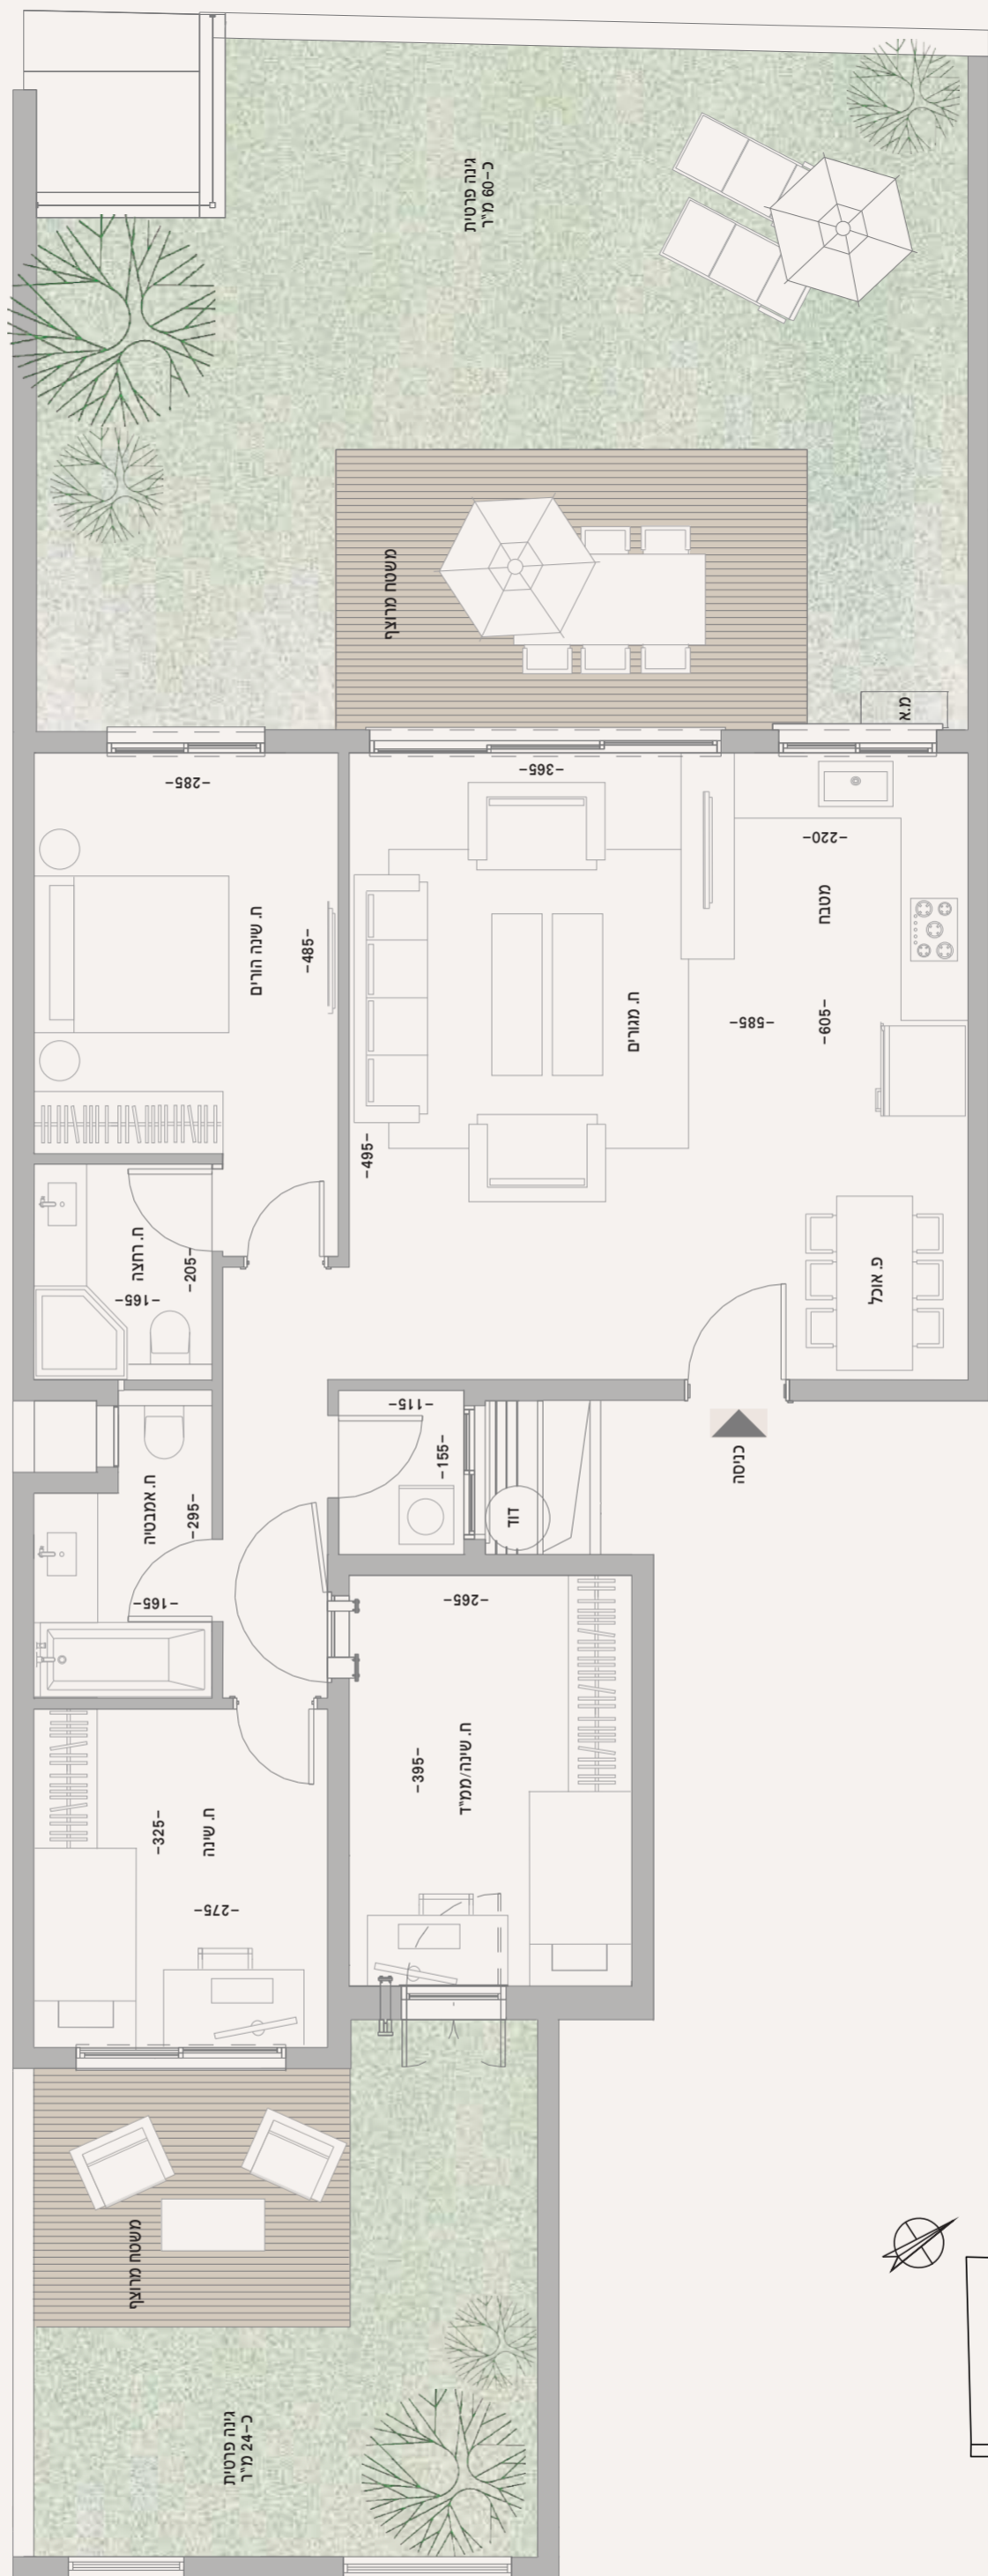 גינה פרטית
כ-60 מ"ר
משטח מרוצף
מ.א
-285-
-365-
-220-
מטבח
ח. שינה הורים
-485-
ח. מגורים
-585-
-605-
-495-
ח. רחצה
-205-
-165-
פ. אוכל
-115-
-155-
דוד
כניסה
ח. אמבטיה
-295-
-165-
-265-
ח. שינה/ממ"ד
-395-
ח. שינה
-325-
-275-
משטח מרוצף
גינה פרטית
כ-24 מ"ר